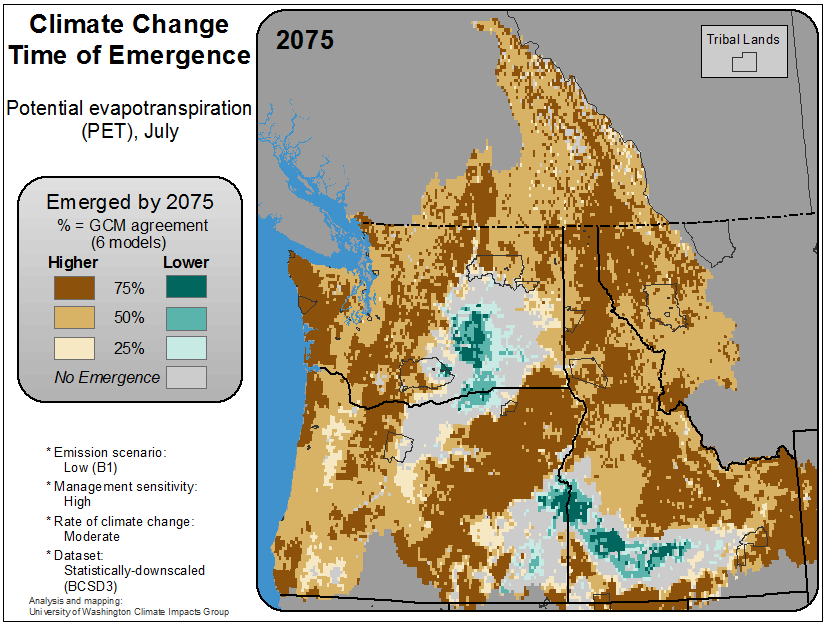 Climate Change
Time of Emergence
Potential evapotranspiration
(PET), July
Emerged by 2075
% = GCM agreement
(6 models)
Higher Lower
75%
50%
25%
No Emergence
* Emission scenario:
Low (B1)
* Management sensitivity:
High
* Rate of climate change:
Moderate
* Dataset:
Statistically-downscaled
(BCSD3)
Analysis and mapping:
University of Washington Climate Impacts Group
2075
Tribal Lands